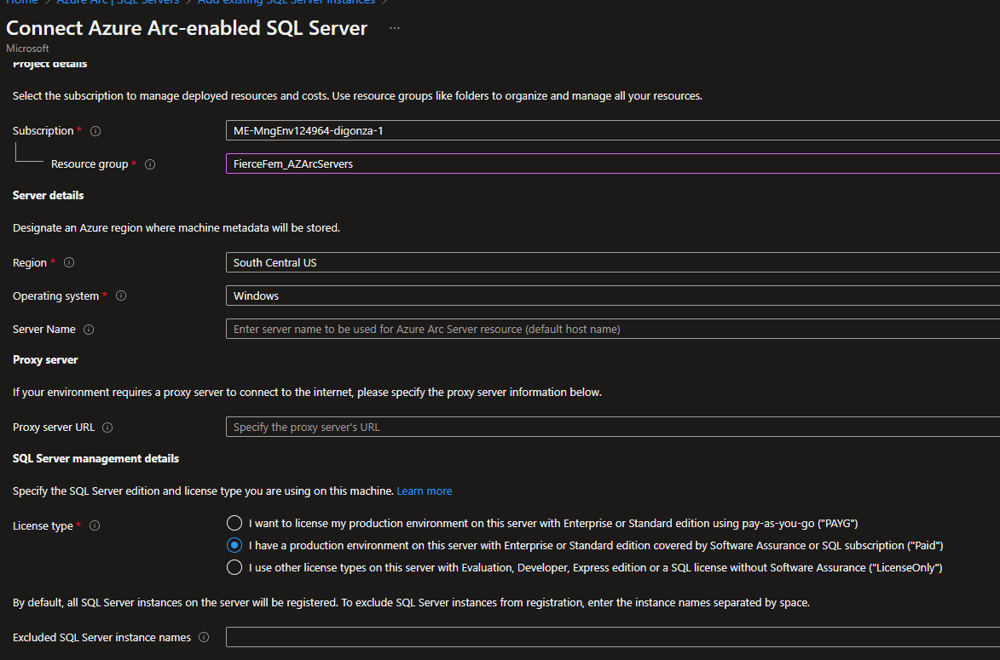 Home > Azure Arc | SQL Servers > Add existing SQL Server instances >
Connect Azure Arc-enabled SQL Server ...
Microsoft
Project details
Select the subscription to manage deployed resources and costs. Use resource groups like folders to organize and manage all your resources.
Subscription * ME-MngEnv124964-digonza-1
Resource group * FierceFem_AZArcServers
Server details
Designate an Azure region where machine metadata will be stored.
Region * South Central US
Operating system * Windows
Server Name Enter server name to be used for Azure Arc Server resource (default host name)
Proxy server
If your environment requires a proxy server to connect to the internet, please specify the proxy server information below.
Proxy server URL Specify the proxy server's URL
SQL Server management details
Specify the SQL Server edition and license type you are using on this machine. Learn more
License type * I want to license my production environment on this server with Enterprise or Standard edition using pay-as-you-go ("PAYG")
I have a production environment on this server with Enterprise or Standard edition covered by Software Assurance or SQL subscription ("Paid")
I use other license types on this server with Evaluation, Developer, Express edition or a SQL license without Software Assurance ("LicenseOnly")
By default, all SQL Server instances on the server will be registered. To exclude SQL Server instances from registration, enter the instance names separated by space.
Excluded SQL Server instance names